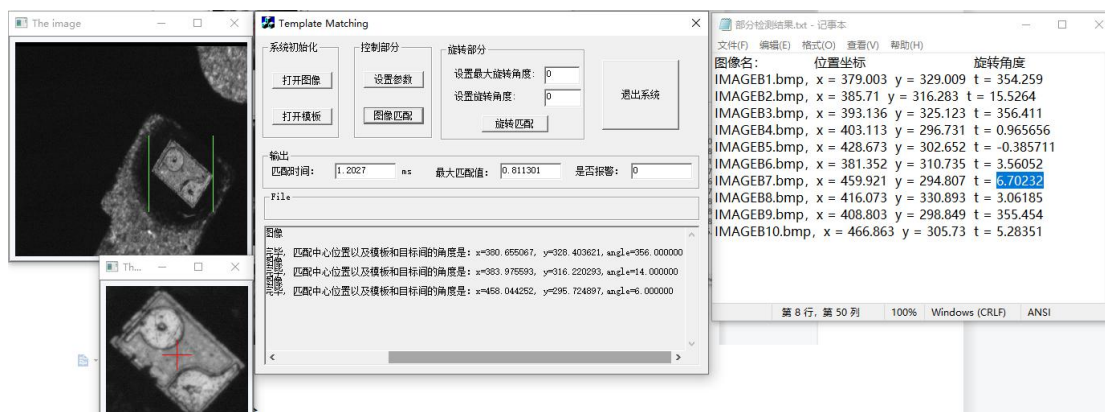 The image
Template Matching
系统初始化
打开图像
打开模板
控制部分
设置参数
图像匹配
旋转部分
设置最大旋转角度: 0
设置旋转角度: 0
旋转匹配
退出系统
输出
匹配时间: 1.2027 ms 最大匹配值: 0.811301 是否报警: 0
File
图像
完毕, 匹配中心位置以及模板和目标间的角度是: x=380.655067, y=328.403621,angle=356.000000
图像
完毕, 匹配中心位置以及模板和目标间的角度是: x=383.975593, y=316.220293,angle=14.000000
图像
完毕, 匹配中心位置以及模板和目标间的角度是: x=458.044252, y=295.724897,angle=6.000000
Th...
部分检测结果.txt - 记事本
文件(F) 编辑(E) 格式(O) 查看(V) 帮助(H)
图像名: 位置坐标 旋转角度
IMAGEB1.bmp, x = 379.003 y = 329.009 t = 354.259
IMAGEB2.bmp, x = 385.71 y = 316.283 t = 15.5264
IMAGEB3.bmp, x = 393.136 y = 325.123 t = 356.411
IMAGEB4.bmp, x = 403.113 y = 296.731 t = 0.965656
IMAGEB5.bmp, x = 428.673 y = 302.652 t = -0.385711
IMAGEB6.bmp, x = 381.352 y = 310.735 t = 3.56052
IMAGEB7.bmp, x = 459.921 y = 294.807 t = 6.70232
IMAGEB8.bmp, x = 416.073 y = 330.893 t = 3.06185
IMAGEB9.bmp, x = 408.803 y = 298.849 t = 355.454
IMAGEB10.bmp, x = 466.863 y = 305.73 t = 5.28351
第 8 行, 第 50 列 100% Windows (CRLF) ANSI